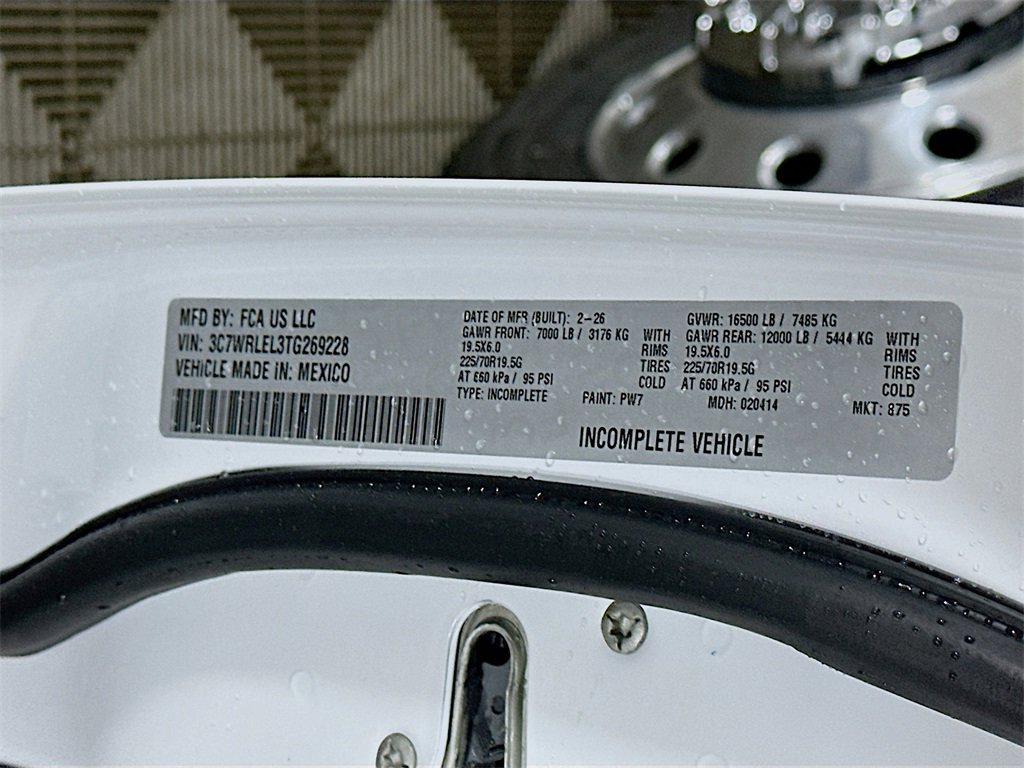 MFD BY: FCA US LLC
VIN: 3C7WRLEL3TG269228
VEHICLE MADE IN: MEXICO
DATE OF MFR (BUILT): 2-26
GAWR FRONT: 7000 LB / 3176 KG WITH
19.5X6.0 RIMS
225/70R19.5G TIRES
AT 660 kPa / 95 PSI COLD
TYPE: INCOMPLETE
PAINT: PW7
GVWR: 16500 LB / 7485 KG
GAWR REAR: 12000 LB / 5444 KG WITH
19.5X6.0 RIMS
225/70R19.5G TIRES
AT 660 kPa / 95 PSI COLD
MDH: 020414
MKT: 875
INCOMPLETE VEHICLE